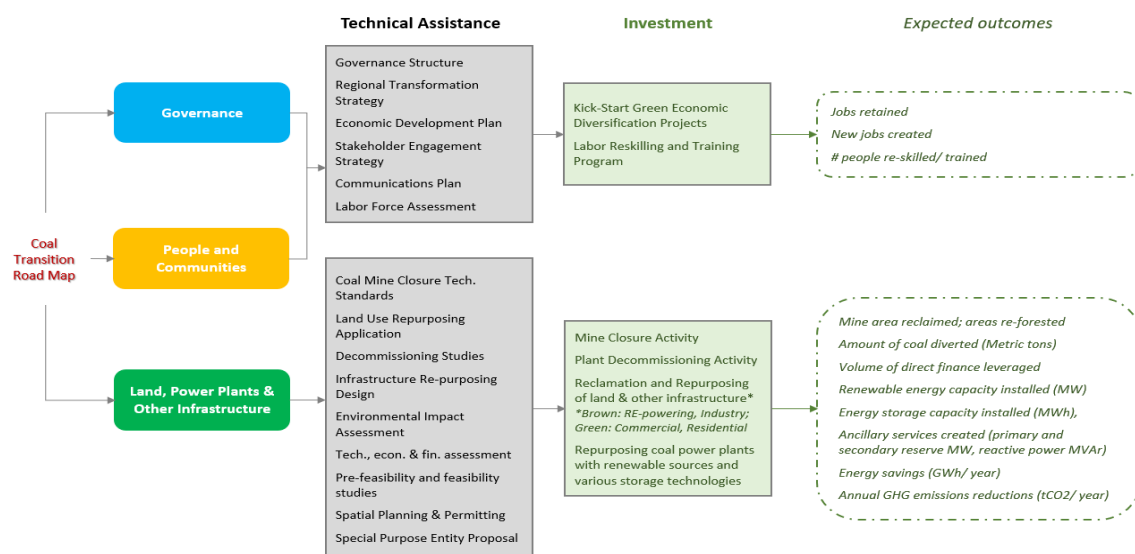 Technical Assistance
Investment
Expected outcomes
Coal
Transition
Road Map
Governance
People and
Communities
Land, Power Plants &
Other Infrastructure
Governance Structure
Regional Transformation
Strategy
Economic Development Plan
Stakeholder Engagement
Strategy
Communications Plan
Labor Force Assessment
Kick-Start Green Economic
Diversification Projects
Labor Reskilling and Training
Program
Jobs retained
New jobs created
# people re-skilled/ trained
Coal Mine Closure Tech.
Standards
Land Use Repurposing
Application
Decommissioning Studies
Infrastructure Re-purposing
Design
Environmental Impact
Assessment
Tech., econ. & fin. assessment
Pre-feasibility and feasibility
studies
Spatial Planning & Permitting
Special Purpose Entity Proposal
Mine Closure Activity
Plant Decommissioning Activity
Reclamation and Repurposing
of land & other infrastructure*
*Brown: RE-powering, Industry;
Green: Commercial, Residential
Repurposing coal power plants
with renewable sources and
various storage technologies
Mine area reclaimed; areas re-forested
Amount of coal diverted (Metric tons)
Volume of direct finance leveraged
Renewable energy capacity installed (MW)
Energy storage capacity installed (MWh),
Ancillary services created (primary and
secondary reserve MW, reactive power MVAr)
Energy savings (GWh/ year)
Annual GHG emissions reductions (tCO2/ year)